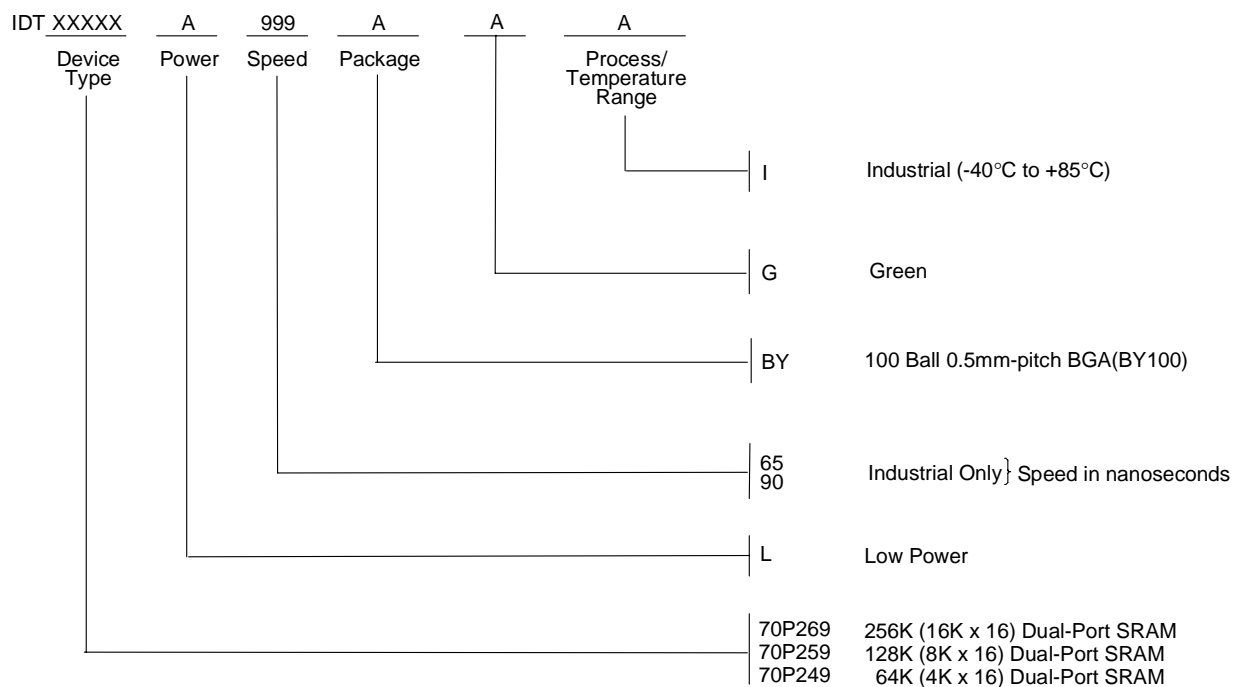 IDT XXXXX A 999 A A A
Device Type Power Speed Package Process/ Temperature Range
I Industrial (-40°C to +85°C)
G Green
BY 100 Ball 0.5mm-pitch BGA(BY100)
65
90
Industrial Only } Speed in nanoseconds
L Low Power
70P269 256K (16K x 16) Dual-Port SRAM
70P259 128K (8K x 16) Dual-Port SRAM
70P249 64K (4K x 16) Dual-Port SRAM